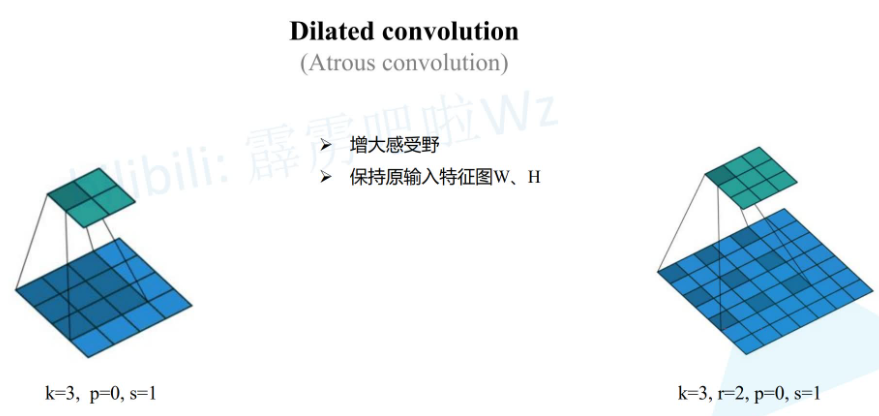 Dilated convolution
(Atrous convolution)
bilibili: 霹雳吧啦Wz
➢ 增大感受野
➢ 保持原输入特征图W、H
k=3, p=0, s=1
k=3, r=2, p=0, s=1